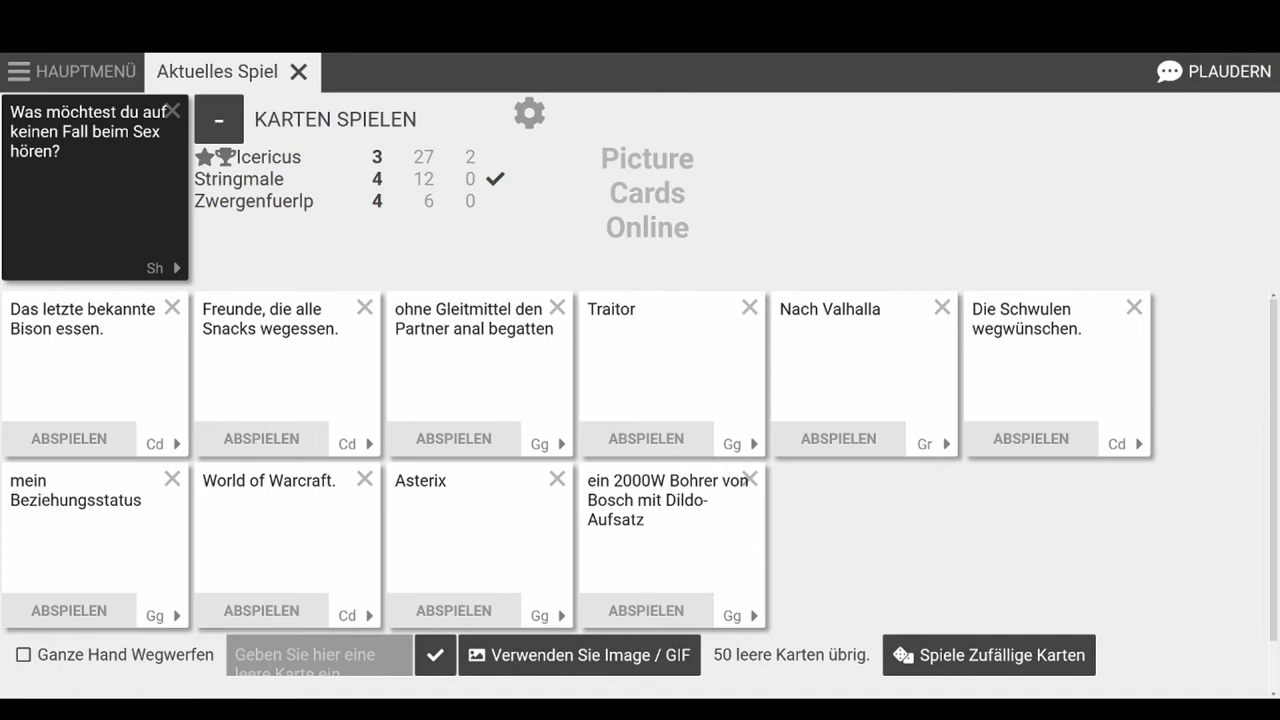 HAUPTMENÜ
Aktuelles Spiel
PLAUDERN
Was möchtest du auf
keinen Fall beim Sex
hören?
Sh
-
KARTEN SPIELEN
Icericus 3 27 2
Stringmale 4 12 0
Zwergenfuerlp 4 6 0
Picture
Cards
Online
Das letzte bekannte
Bison essen.
ABSPIELEN
Cd
Freunde, die alle
Snacks wegessen.
ABSPIELEN
Cd
ohne Gleitmittel den
Partner anal begatten
ABSPIELEN
Gg
Traitor
ABSPIELEN
Gg
Nach Valhalla
ABSPIELEN
Gr
Die Schwulen
wegwünschen.
ABSPIELEN
Cd
mein
Beziehungsstatus
ABSPIELEN
Gg
World of Warcraft.
ABSPIELEN
Cd
Asterix
ABSPIELEN
Gg
ein 2000W Bohrer von
Bosch mit Dildo-
Aufsatz
ABSPIELEN
Gg
Ganze Hand Wegwerfen
Geben Sie hier eine
leere Karte ein
Verwenden Sie Image / GIF
50 leere Karten übrig.
Spiele Zufällige Karten